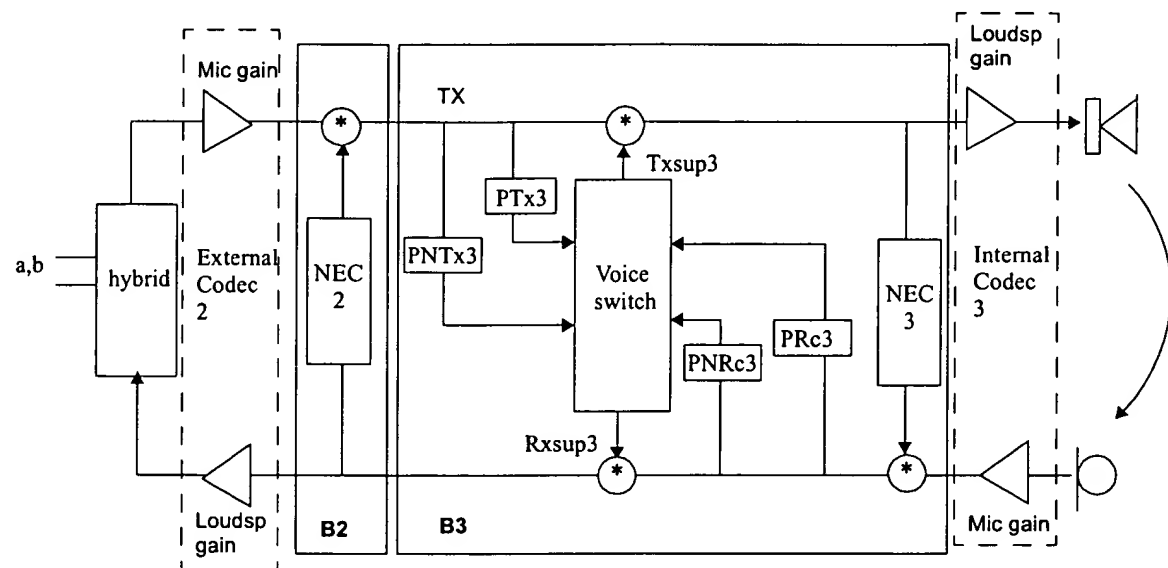 Mic gain
TX
Loudsp
gain
*
*
Txsup3
PTx3
PNTx3
a,b
hybrid
External
Codec
2
NEC
2
Voice
switch
PRc3
PNRc3
NEC
3
Internal
Codec
3
Rxsup3
*
*
Loudsp
gain
B2
B3
Mic gain